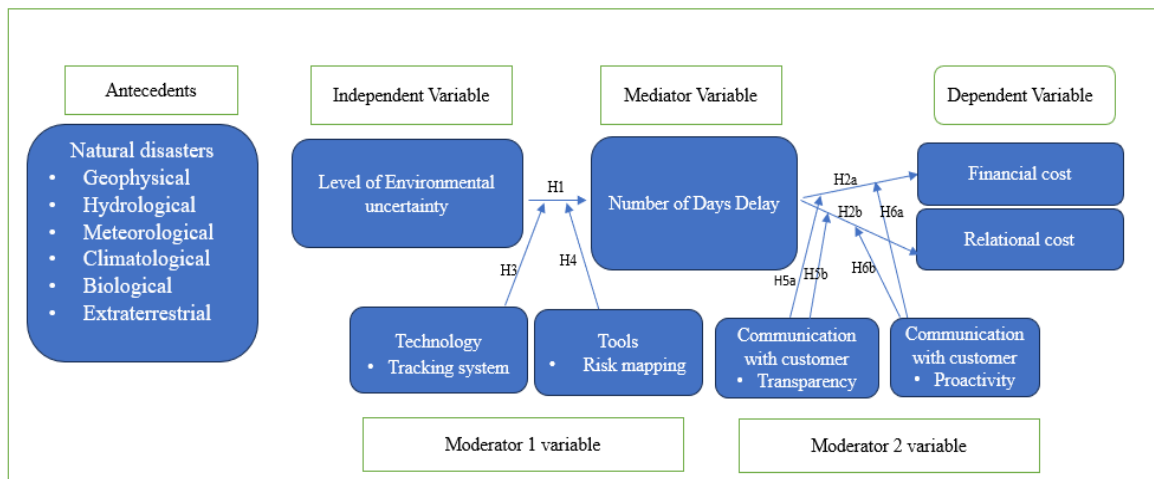 Antecedents
Independent Variable
Mediator Variable
Dependent Variable
Natural disasters
• Geophysical
• Hydrological
• Meteorological
• Climatological
• Biological
• Extraterrestrial
Level of Environmental
uncertainty
H1
Number of Days Delay
H2a
H2b
H6a
Financial cost
Relational cost
H3
H4
H5a
H5b
H6b
Technology
• Tracking system
Tools
• Risk mapping
Communication
with customer
• Transparency
Communication
with customer
• Proactivity
Moderator 1 variable
Moderator 2 variable